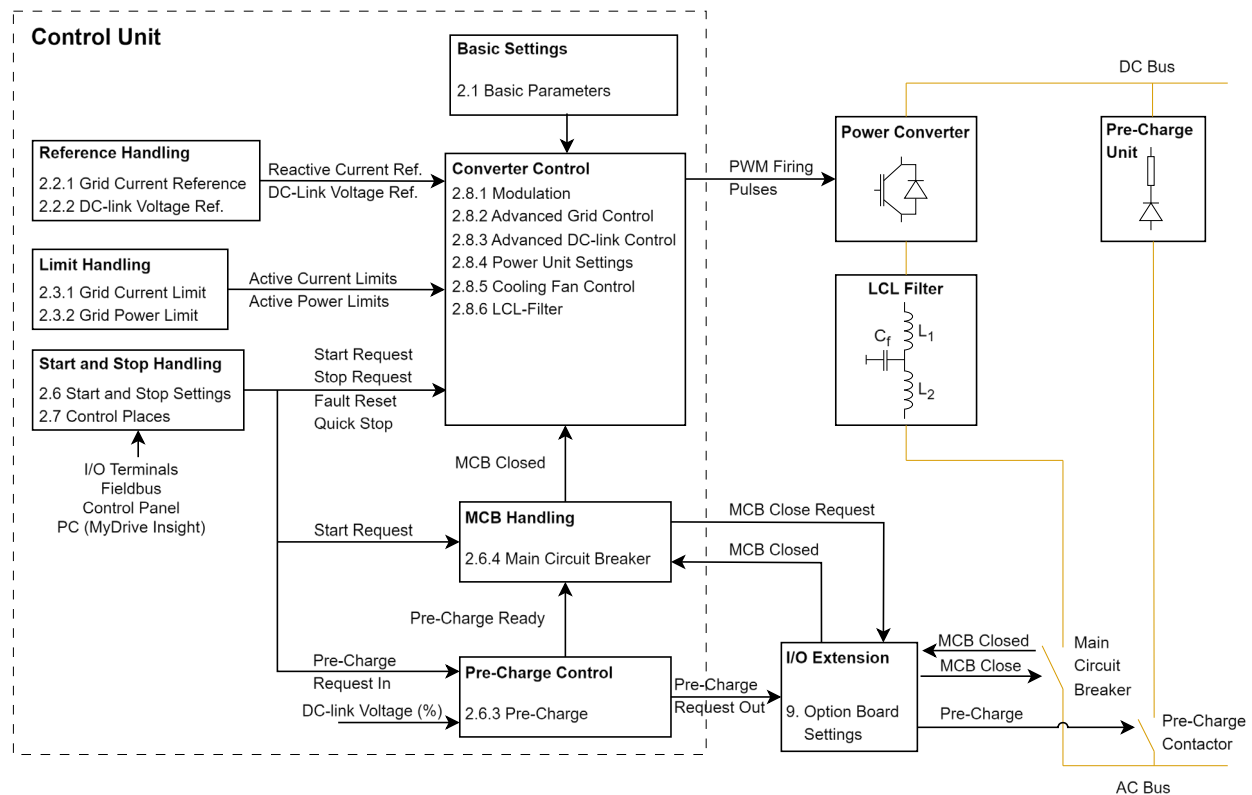 Control Unit
Basic Settings
2.1 Basic Parameters
Reference Handling
2.2.1 Grid Current Reference
2.2.2 DC-link Voltage Ref.
Reactive Current Ref.
DC-Link Voltage Ref.
Limit Handling
2.3.1 Grid Current Limit
2.3.2 Grid Power Limit
Active Current Limits
Active Power Limits
Start and Stop Handling
2.6 Start and Stop Settings
2.7 Control Places
Start Request
Stop Request
Fault Reset
Quick Stop
I/O Terminals
Fieldbus
Control Panel
PC (MyDrive Insight)
Converter Control
2.8.1 Modulation
2.8.2 Advanced Grid Control
2.8.3 Advanced DC-link Control
2.8.4 Power Unit Settings
2.8.5 Cooling Fan Control
2.8.6 LCL-Filter
MCB Closed
MCB Handling
2.6.4 Main Circuit Breaker
Start Request
Pre-Charge Ready
Pre-Charge
Request In
DC-link Voltage (%)
Pre-Charge Control
2.6.3 Pre-Charge
PWM Firing
Pulses
DC Bus
Power Converter
Pre-Charge
Unit
LCL Filter
Cf
L1
L2
MCB Close Request
MCB Closed
Pre-Charge
Request Out
I/O Extension
9. Option Board
Settings
MCB Closed
MCB Close
Pre-Charge
Main
Circuit
Breaker
Pre-Charge
Contactor
AC Bus